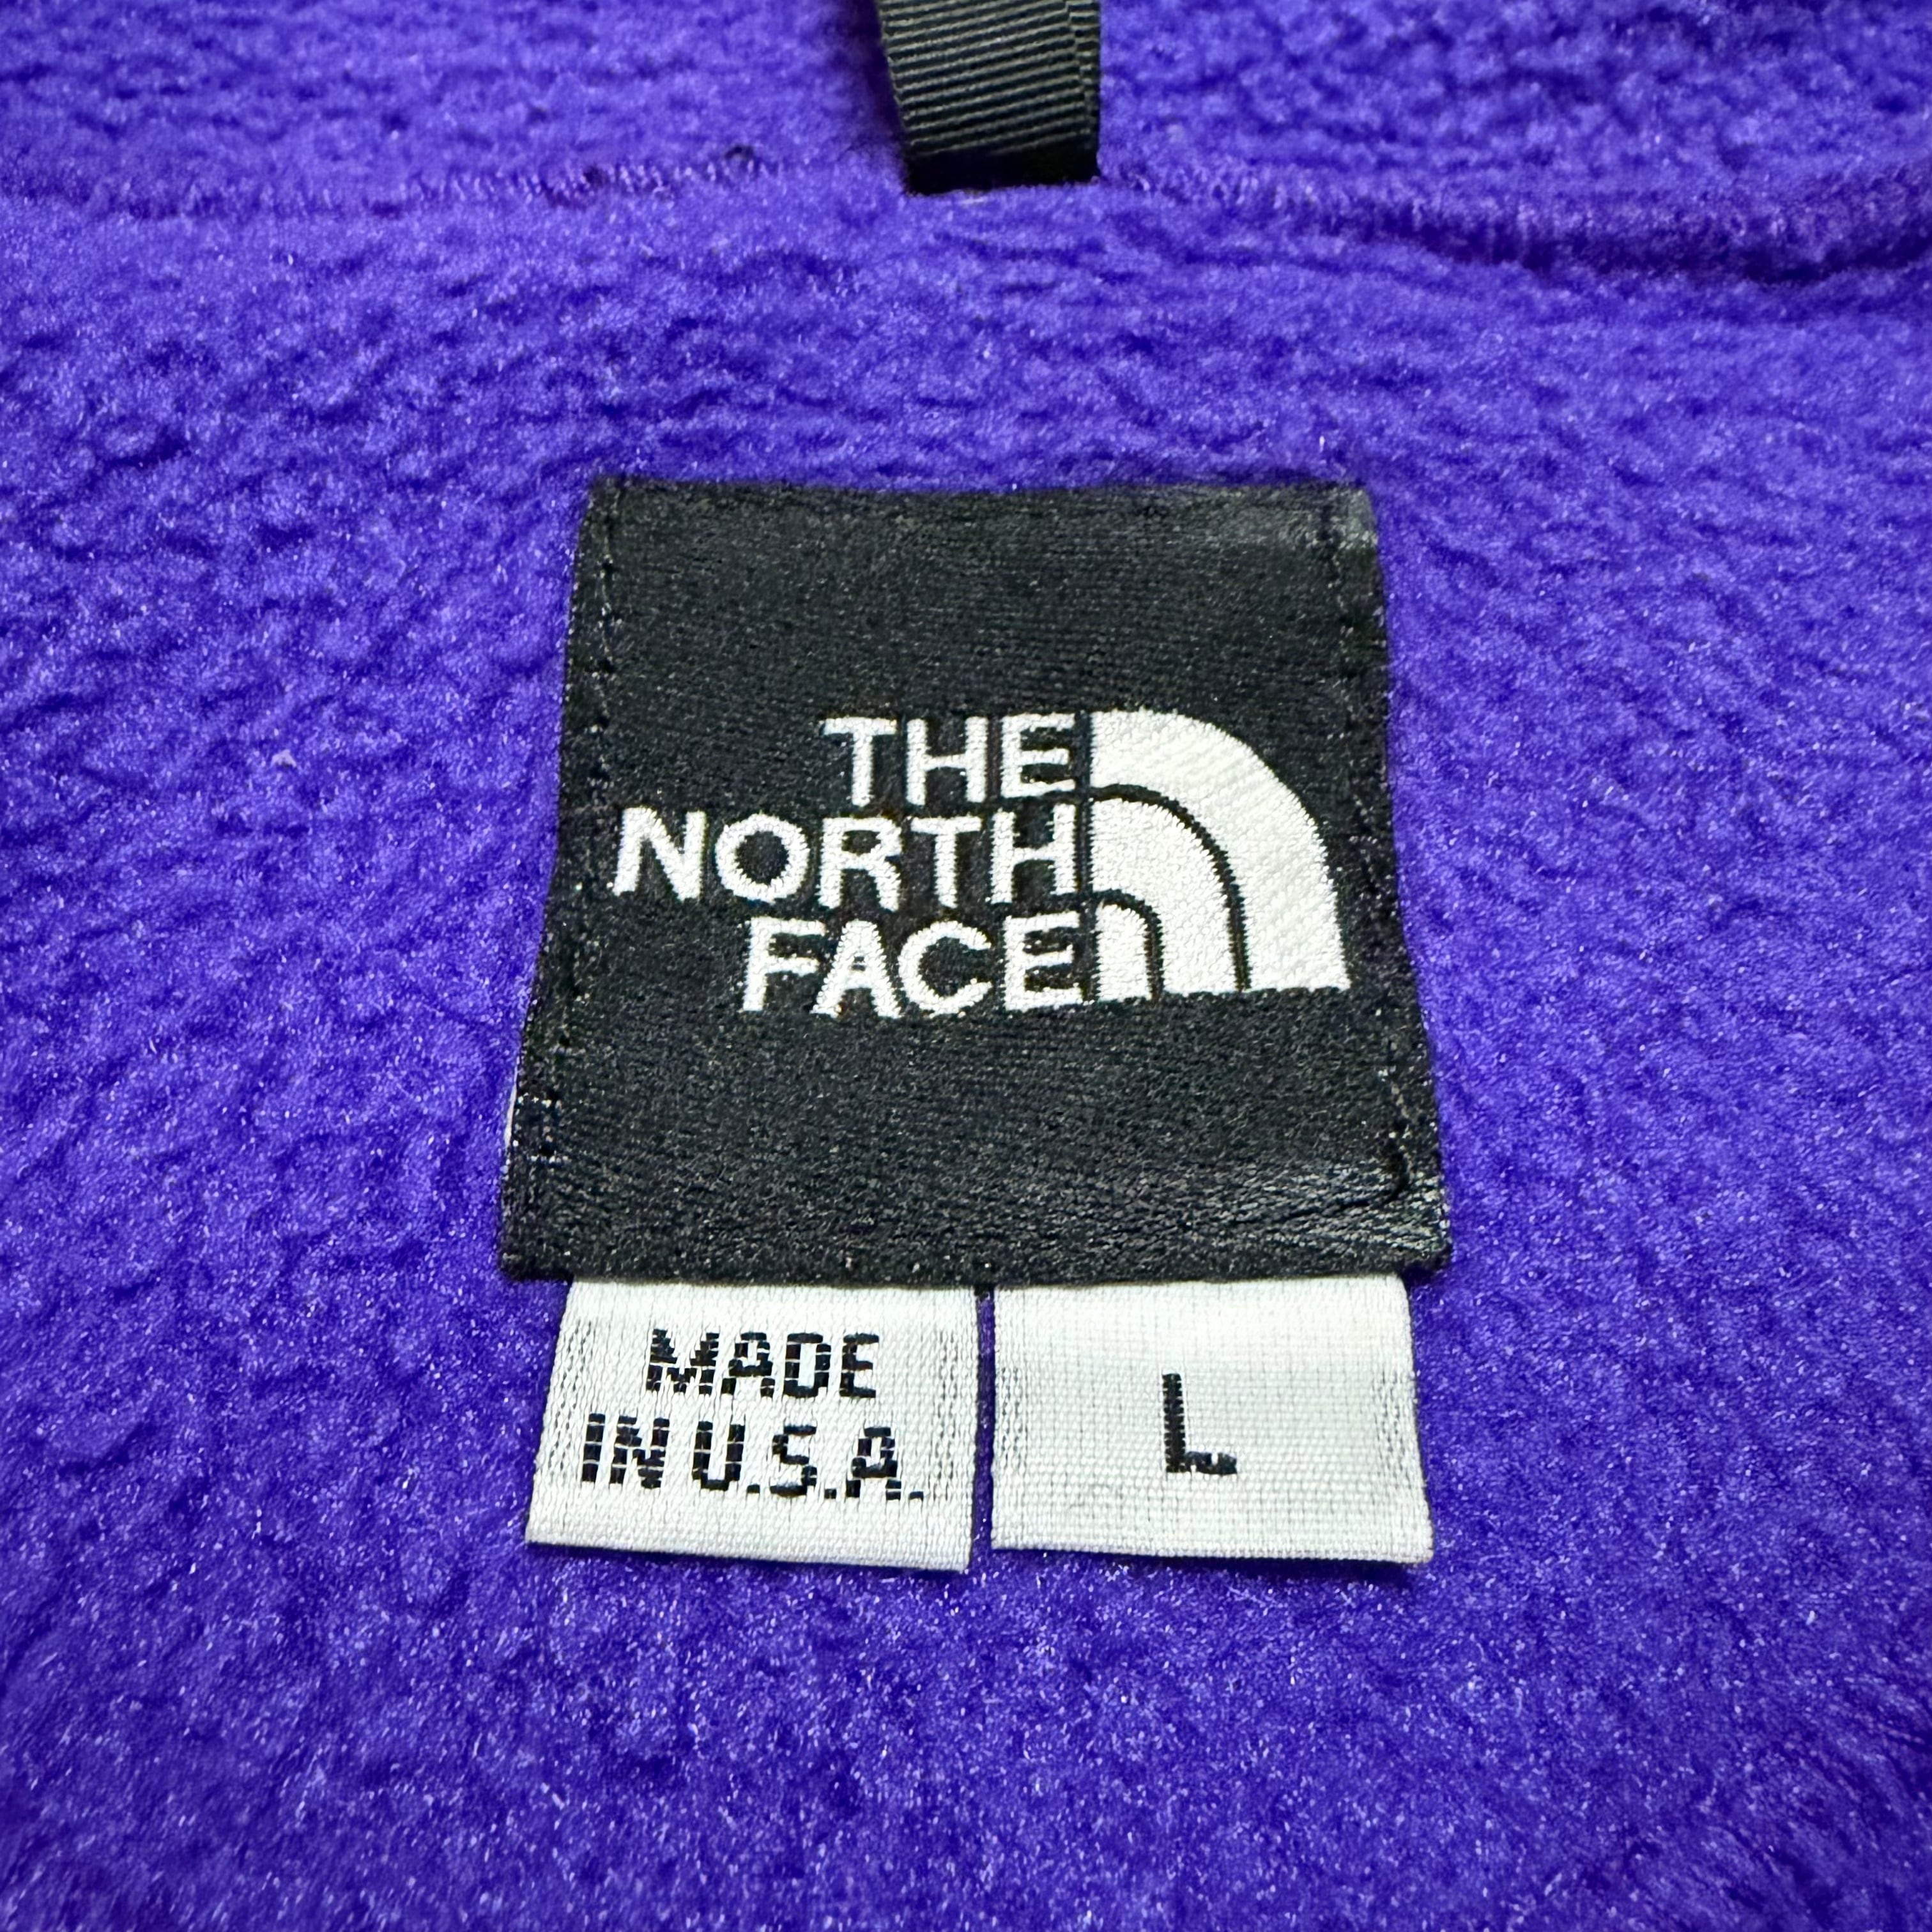 THE
NORTH
FACE
MADE
IN U.S.A.
L